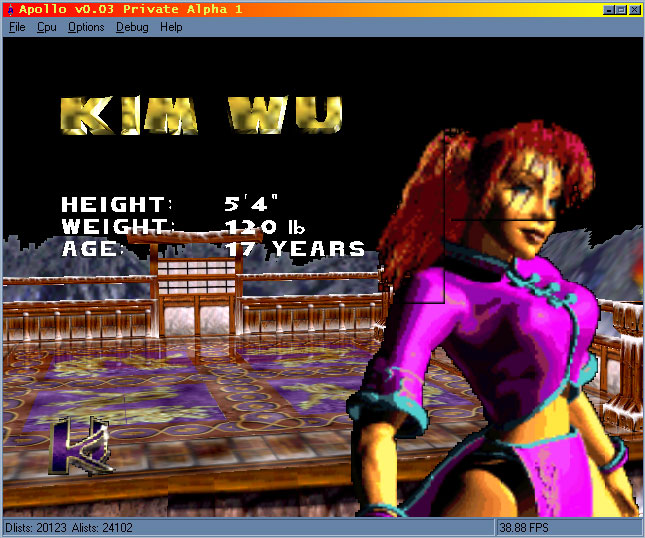 Apollo v0.03 Private Alpha 1
File Cpu Options Debug Help
KIM WU
HEIGHT: 5'4"
WEIGHT: 120 lb
AGE: 17 YEARS
KI
Dlists: 20123 Alists: 24102
38.88 FPS